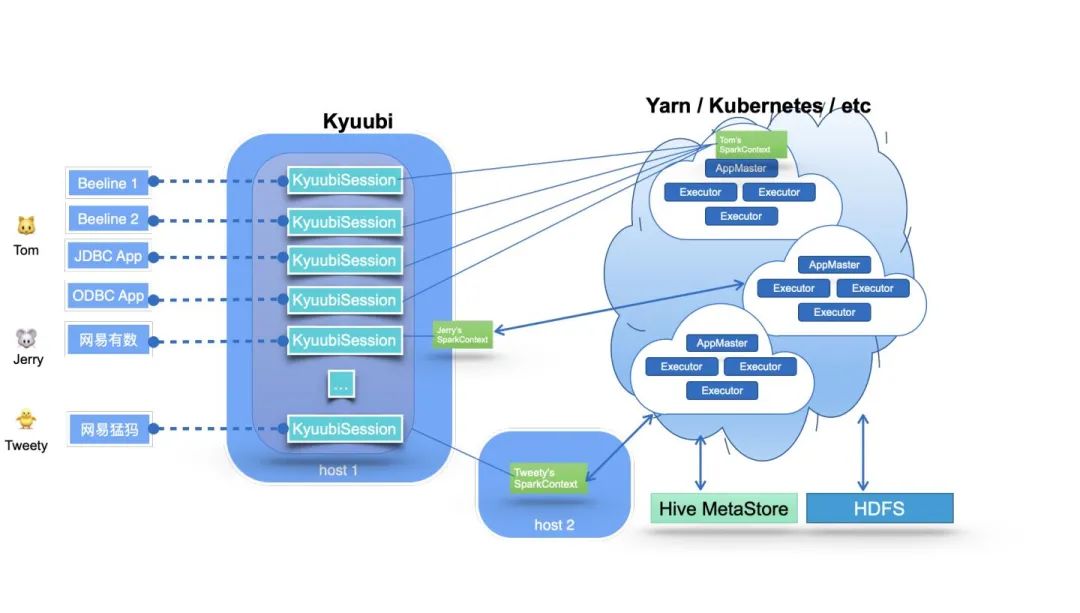 Kyuubi
Yarn / Kubernetes / etc
Tom
Jerry
Tweety
Beeline 1
Beeline 2
JDBC App
ODBC App
网易有数
网易猛犸
KyuubiSession
KyuubiSession
KyuubiSession
KyuubiSession
KyuubiSession
...
KyuubiSession
host 1
Jerry's
SparkContext
Tweety's
SparkContext
host 2
Tom's
SparkContext
AppMaster
Executor
Executor
Executor
AppMaster
Executor
Executor
Executor
AppMaster
Executor
Executor
Executor
Hive MetaStore
HDFS